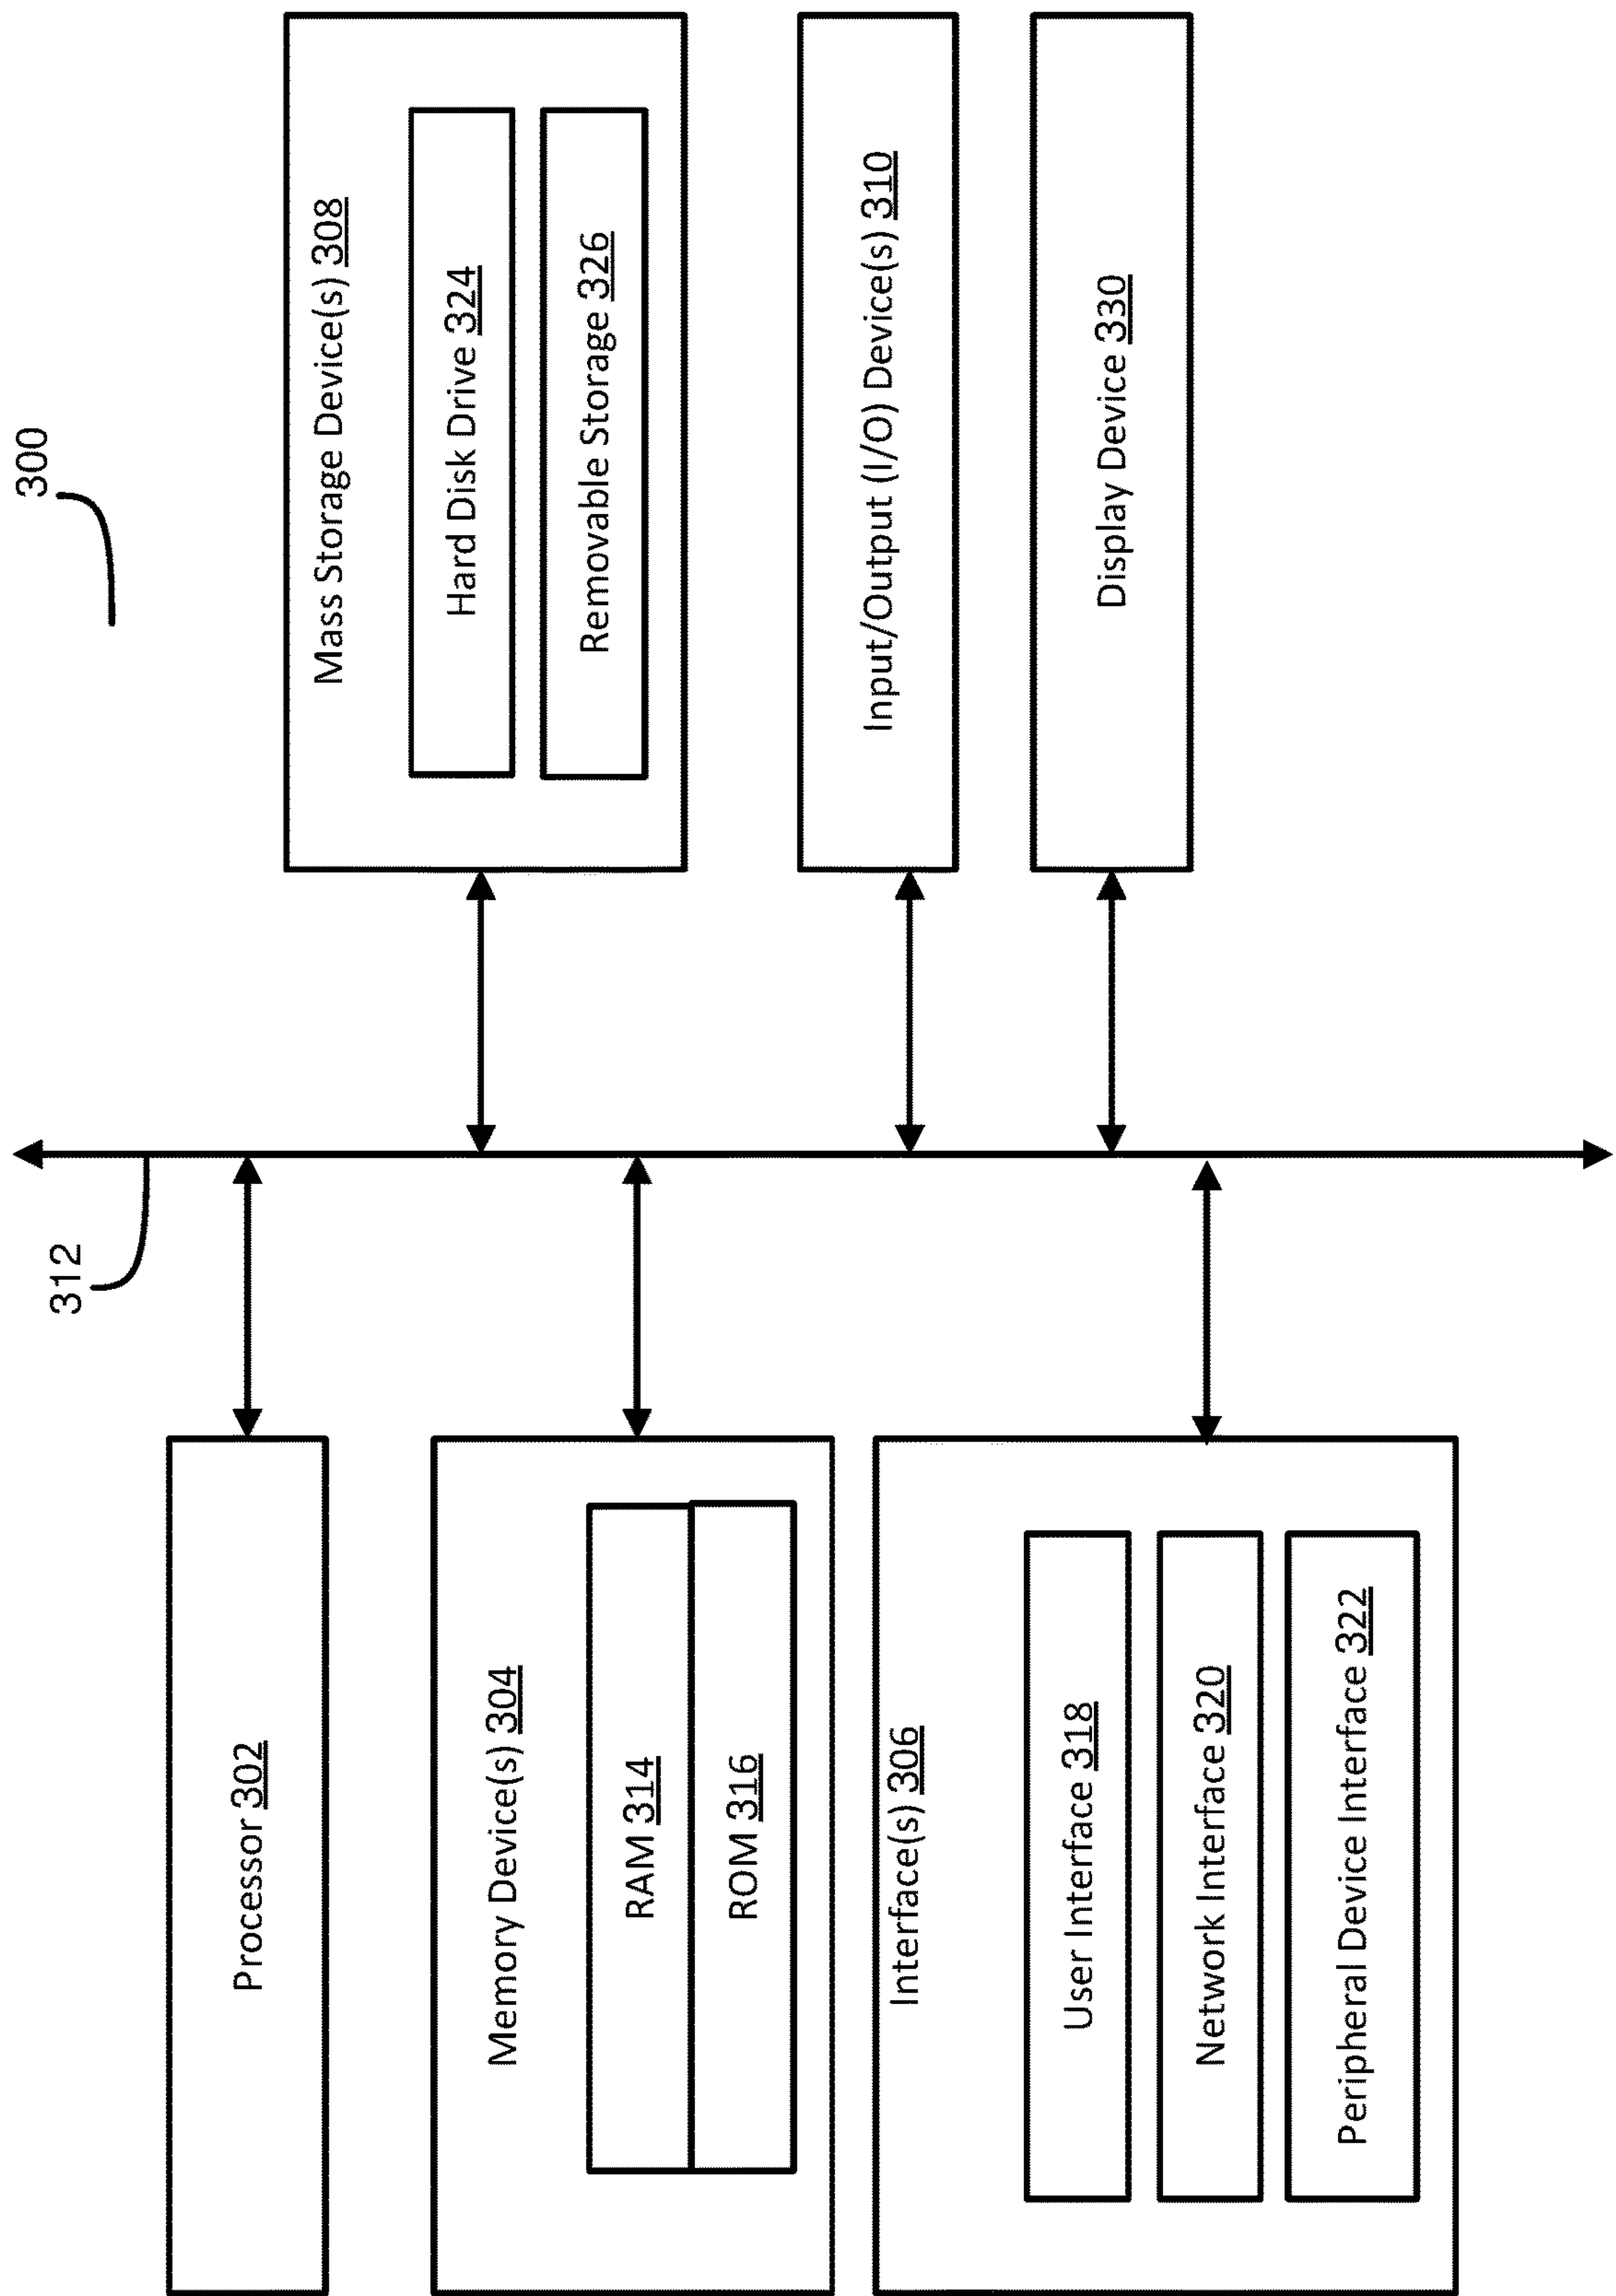 300
312
Processor 302
Memory Device(s) 304
RAM 314
ROM 316
Interface(s) 306
User Interface 318
Network Interface 320
Peripheral Device Interface 322
Mass Storage Device(s) 308
Hard Disk Drive 324
Removable Storage 326
Input/Output (I/O) Device(s) 310
Display Device 330